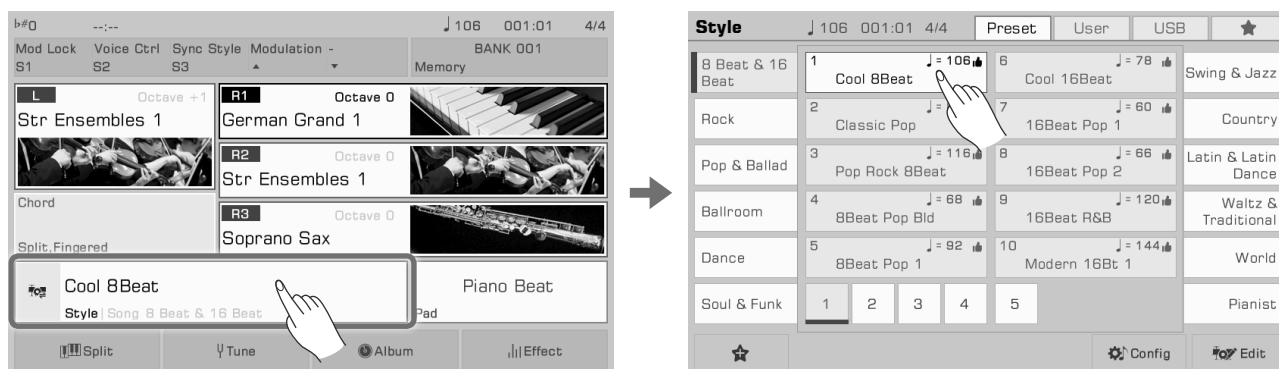 b#0 --:-- ♩106 001:01 4/4
Mod Lock Voice Ctrl Sync Style Modulation - BANK 001
S1 S2 S3 ▲ ▼ Memory
L Octave +1 R1 Octave 0
Str Ensembles 1 German Grand 1
R2 Octave 0
Str Ensembles 1
Chord
R3 Octave 0
Soprano Sax
Split,Fingered
Cool 8Beat Piano Beat
Style | Song 8 Beat & 16 Beat Pad
Split Tune Album Effect
Style ♩106 001:01 4/4 Preset User USB ★
8 Beat & 16
Beat
Rock
Pop & Ballad
Ballroom
Dance
Soul & Funk
1 ♩= 106
Cool 8Beat
2 ♩=
Classic Pop
3 ♩= 116
Pop Rock 8Beat
4 ♩= 68
8Beat Pop Bld
5 ♩= 92
8Beat Pop 1
6 ♩= 78
Cool 16Beat
7 ♩= 60
16Beat Pop 1
8 ♩= 66
16Beat Pop 2
9 ♩= 120
16Beat R&B
10 ♩= 144
Modern 16Bt 1
1 2 3 4 5
Swing & Jazz
Country
Latin & Latin
Dance
Waltz &
Traditional
World
Pianist
Config Edit